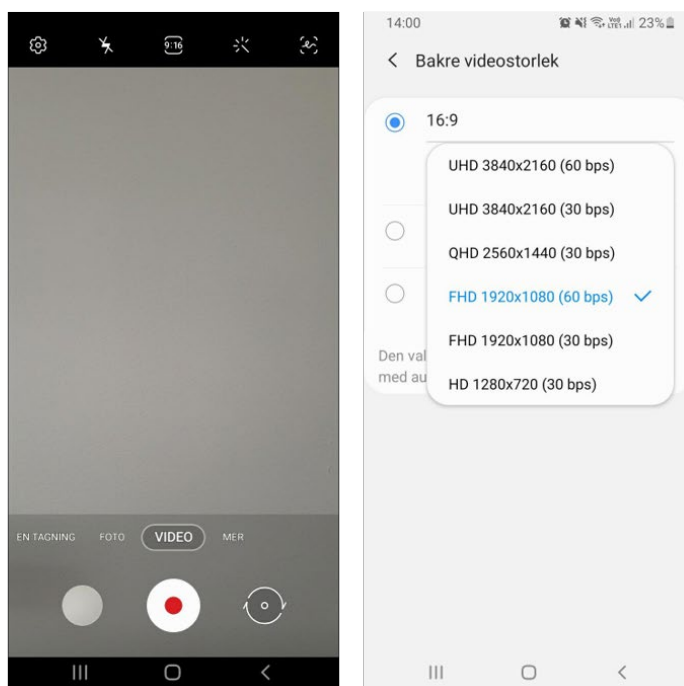 9:16
EN TAGNING
FOTO
VIDEO
MER
14:00
23%
Bakre videostorlek
16:9
UHD 3840x2160 (60 bps)
UHD 3840x2160 (30 bps)
QHD 2560x1440 (30 bps)
FHD 1920x1080 (60 bps)
FHD 1920x1080 (30 bps)
HD 1280x720 (30 bps)
Den val
med au